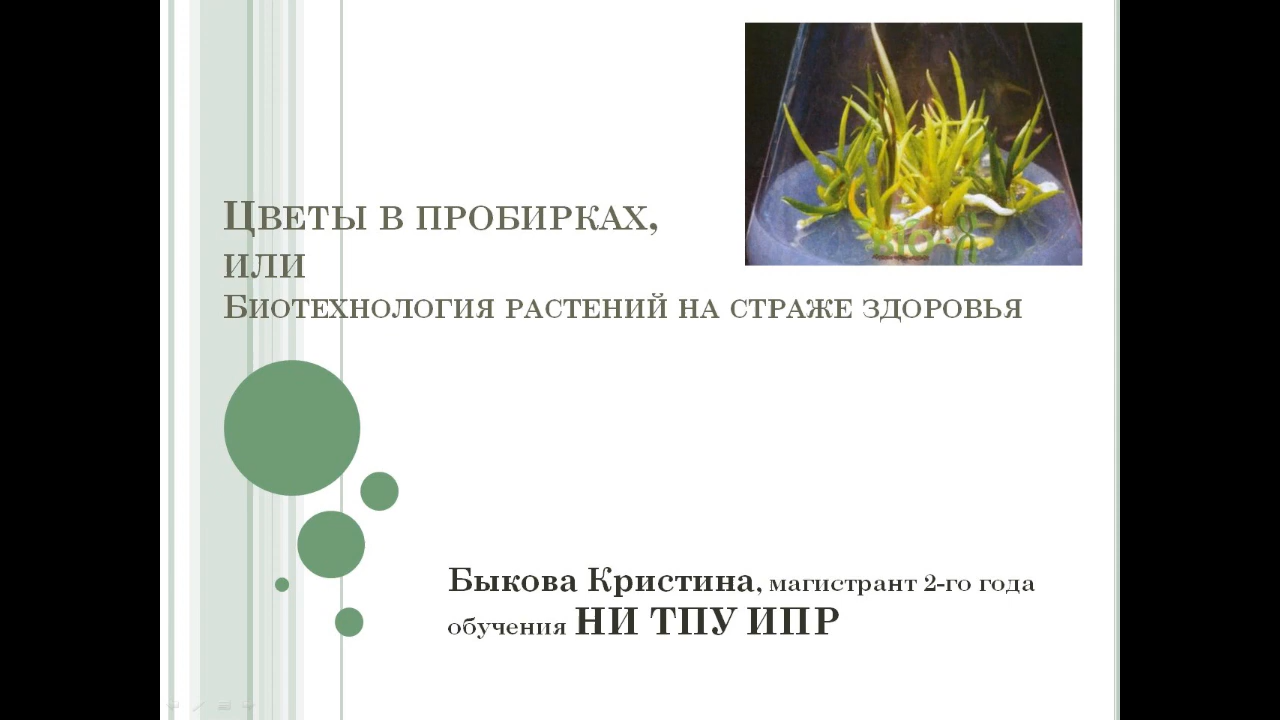 Цветы в пробирках,
или
Биотехнология растений на страже здоровья
Быкова Кристина, магистрант 2-го года
обучения НИ ТПУ ИПР